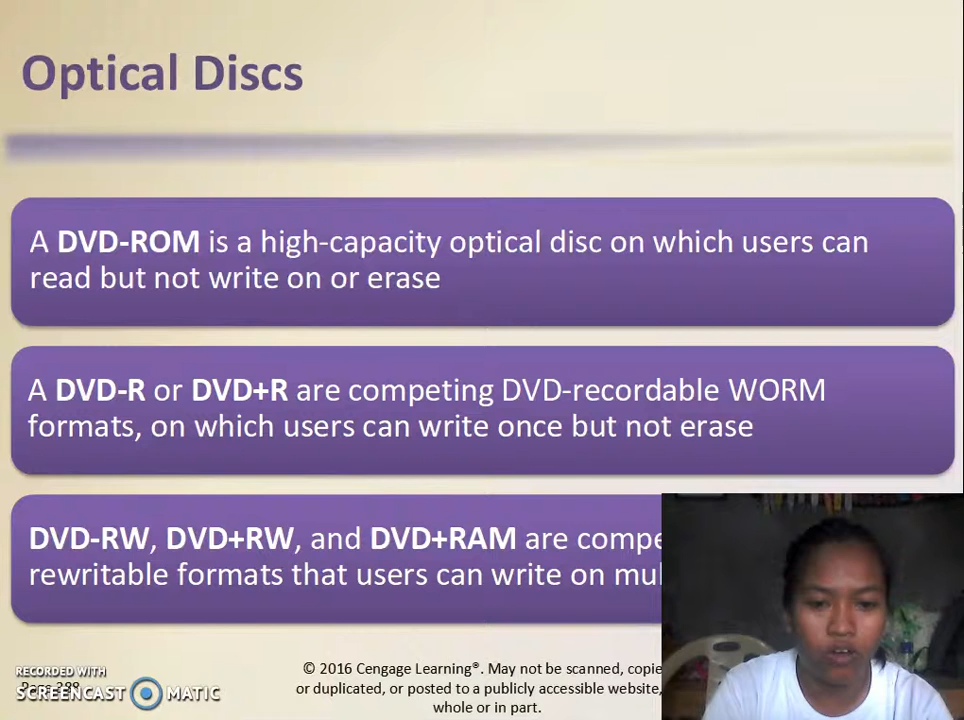 Optical Discs
A DVD-ROM is a high-capacity optical disc on which users can
read but not write on or erase
A DVD-R or DVD+R are competing DVD-recordable WORM
formats, on which users can write once but not erase
DVD-RW, DVD+RW, and DVD+RAM are compe
rewritable formats that users can write on mul
© 2016 Cengage Learning®. May not be scanned, copie
or duplicated, or posted to a publicly accessible website,
whole or in part.
RECORDED WITH
SCREENCAST MATIC